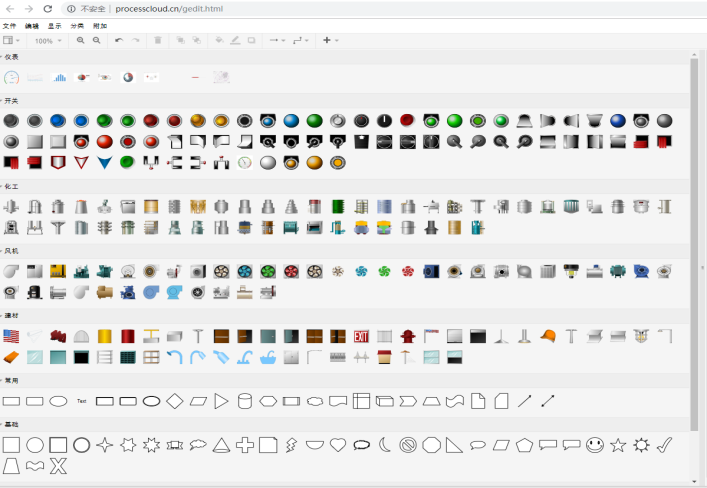 不安全 | processcloud.cn/gedit.html
文件 编辑 显示 分类 附加
100%
仪表
开关
化工
风机
建材
EXIT
常用
Text
基础